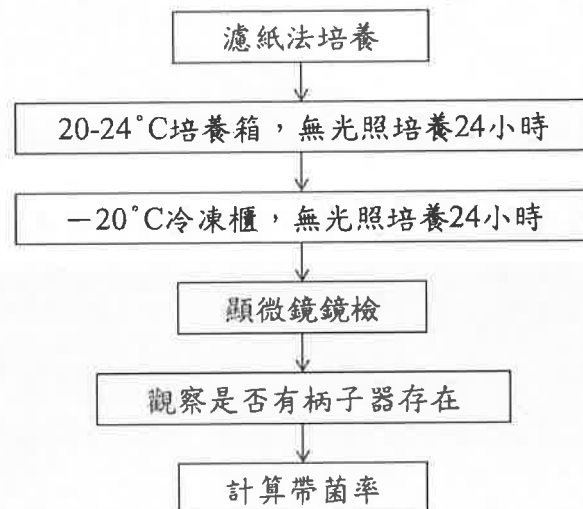 濾紙法培養
20-24°C培養箱，無光照培養24小時
－20°C冷凍櫃，無光照培養24小時
顯微鏡鏡檢
觀察是否有柄子器存在
計算帶菌率